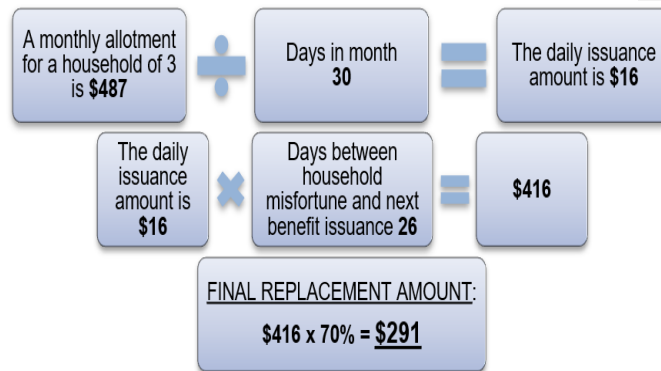 A monthly allotment
for a household of 3
is $487
÷
Days in month
30
=
The daily issuance
amount is $16
The daily
issuance
amount is
$16
×
Days between
household
misfortune and next
benefit issuance 26
=
$416
FINAL REPLACEMENT AMOUNT:
$416 x 70% = $291